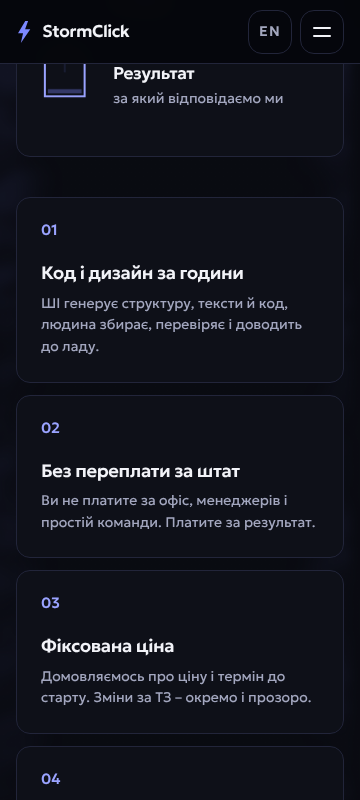 StormClick
EN
Результат
за який відповідаємо ми
01
Код і дизайн за години
ШІ генерує структуру, тексти й код,
людина збирає, перевіряє і доводить
до ладу.
02
Без переплати за штат
Ви не платите за офіс, менеджерів і
простій команди. Платите за результат.
03
Фіксована ціна
Домовляємось про ціну і термін до
старту. Зміни за ТЗ – окремо і прозоро.
04